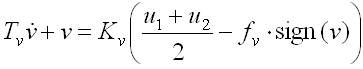 T_v v̇ + v = K_v ( (u_1 + u_2) / 2 − f_v · sign (v) )